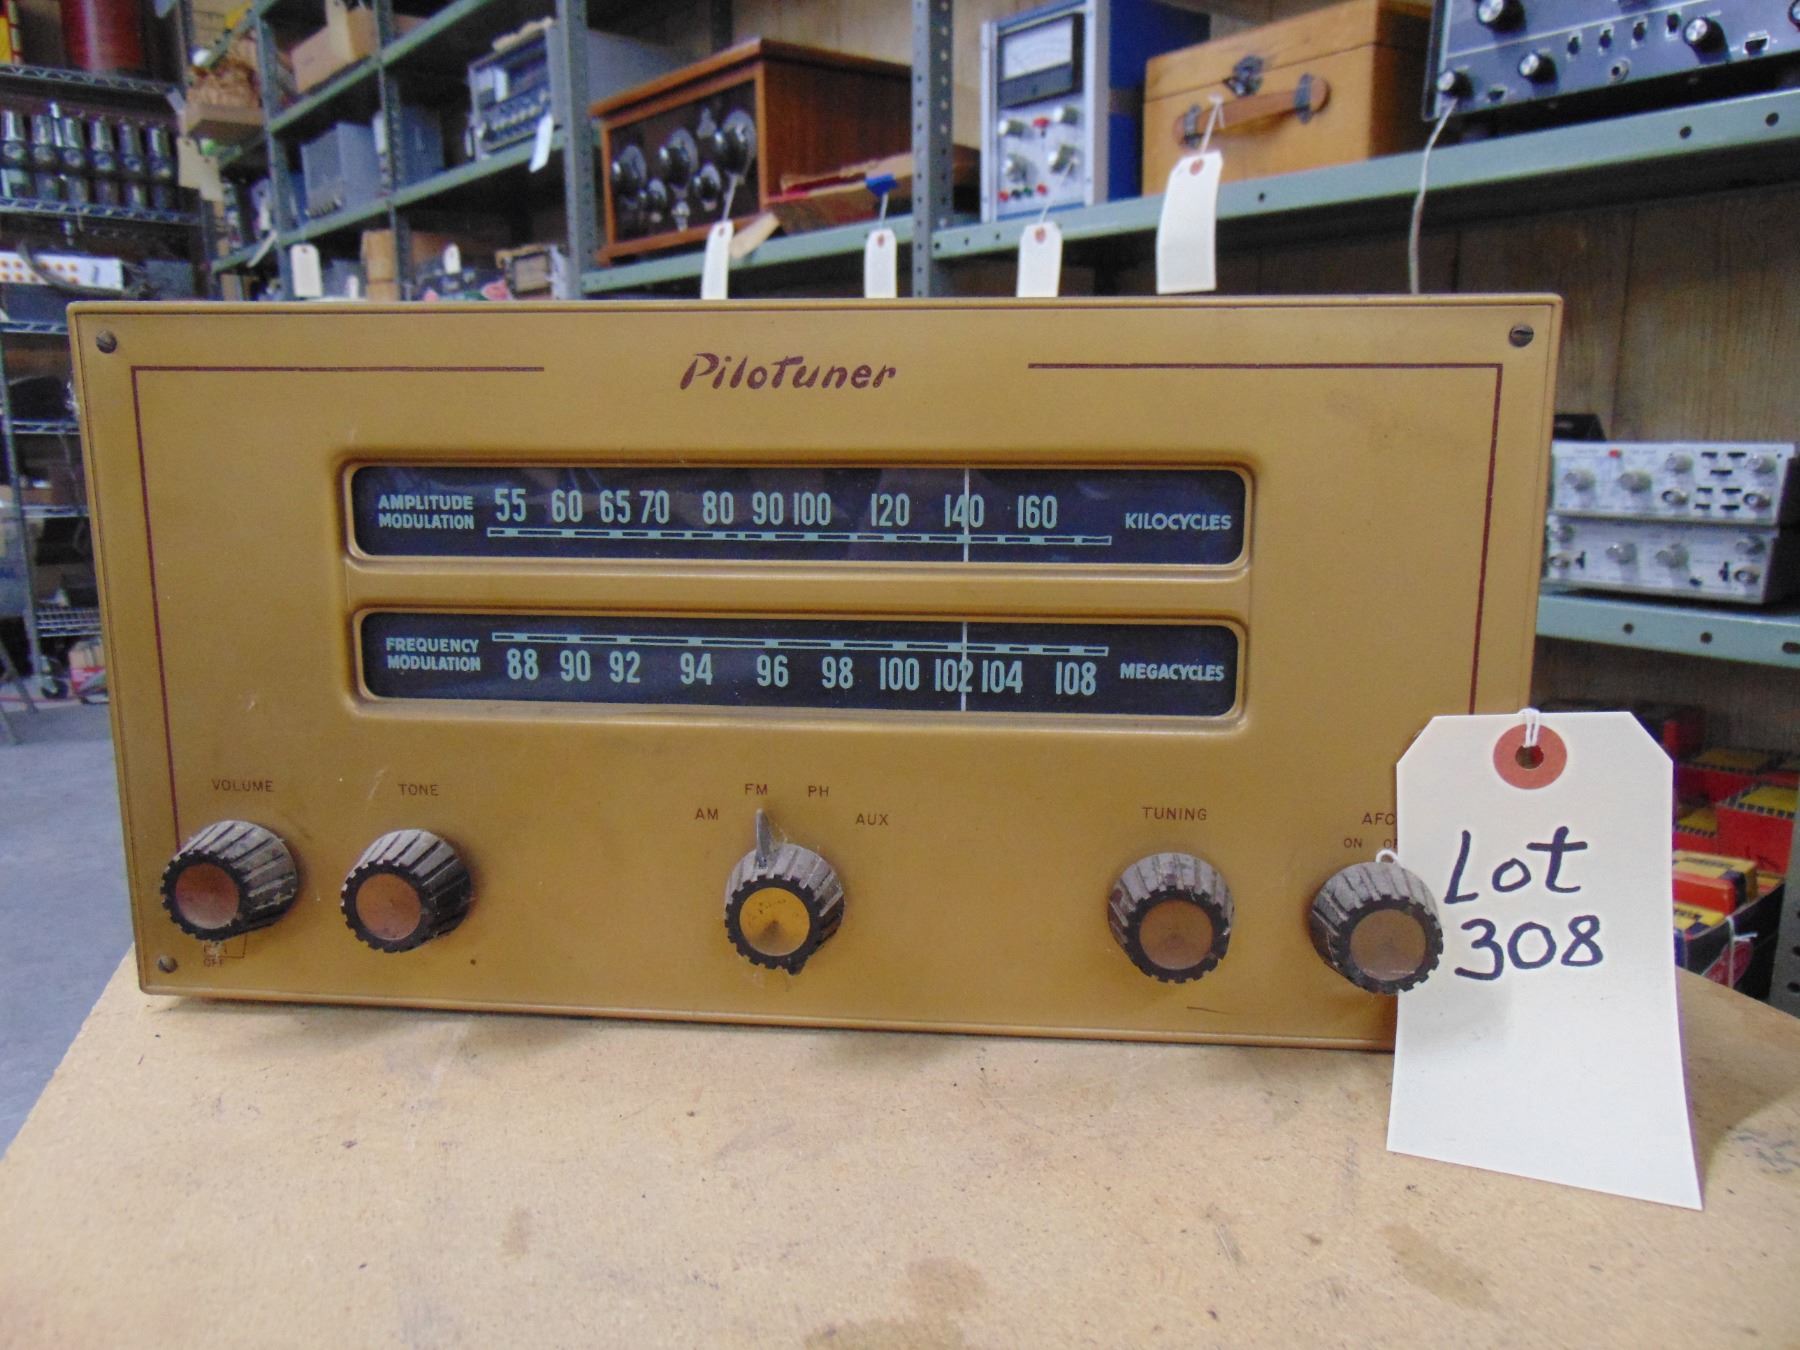 PiloTuner
AMPLITUDE MODULATION 55 60 65 70 80 90 100 120 140 160 KILOCYCLES
FREQUENCY MODULATION 88 90 92 94 96 98 100 102 104 108 MEGACYCLES
VOLUME TONE AM FM PH AUX TUNING AFC
ON
OFF
Lot
308